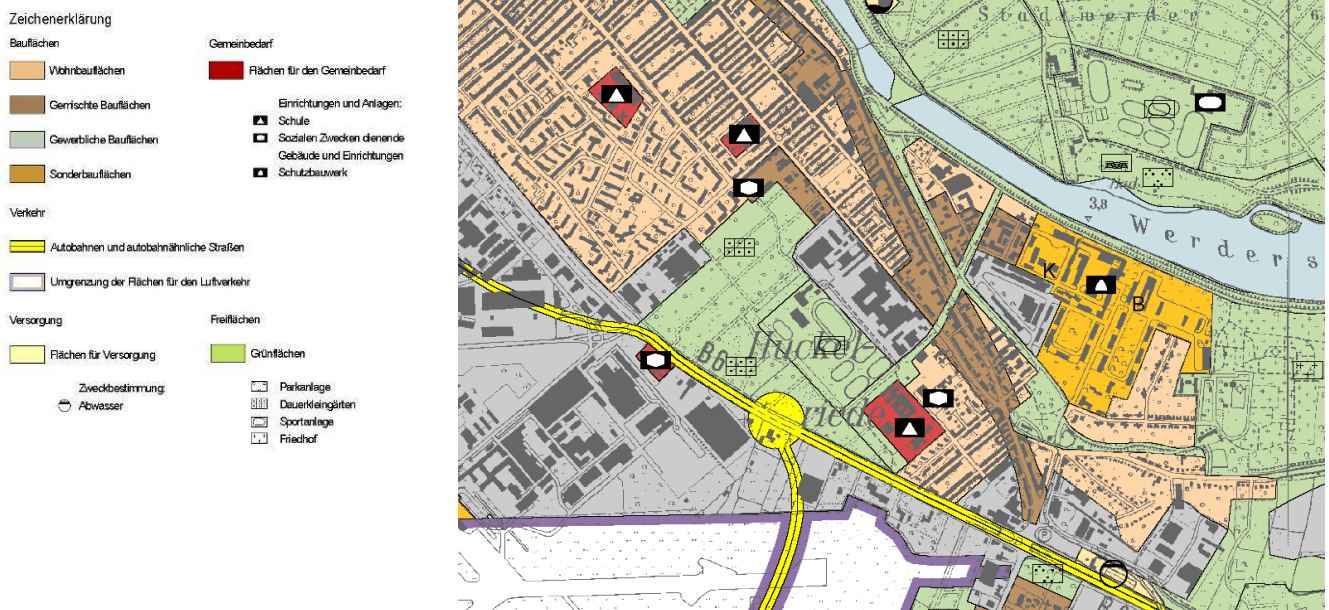 Zeichenerklärung
Bauflächen
Gemeinbedarf
Wohnbauflächen
Flächen für den Gemeinbedarf
Gemischte Bauflächen
Einrichtungen und Anlagen:
Schule
Gewerbliche Bauflächen
Sozialen Zwecken dienende
Gebäude und Einrichtungen
Sonderbauflächen
Schutzbauwerk
Verkehr
Autobahnen und autobahnähnliche Straßen
Umgrenzung der Flächen für den Luftverkehr
Versorgung
Freiflächen
Flächen für Versorgung
Grünflächen
Zweckbestimmung:
Parkanlage
Abwasser
Dauerkleingärten
Sportanlage
Friedhof
Stadtwerder
3,8
Werders
K
B
P